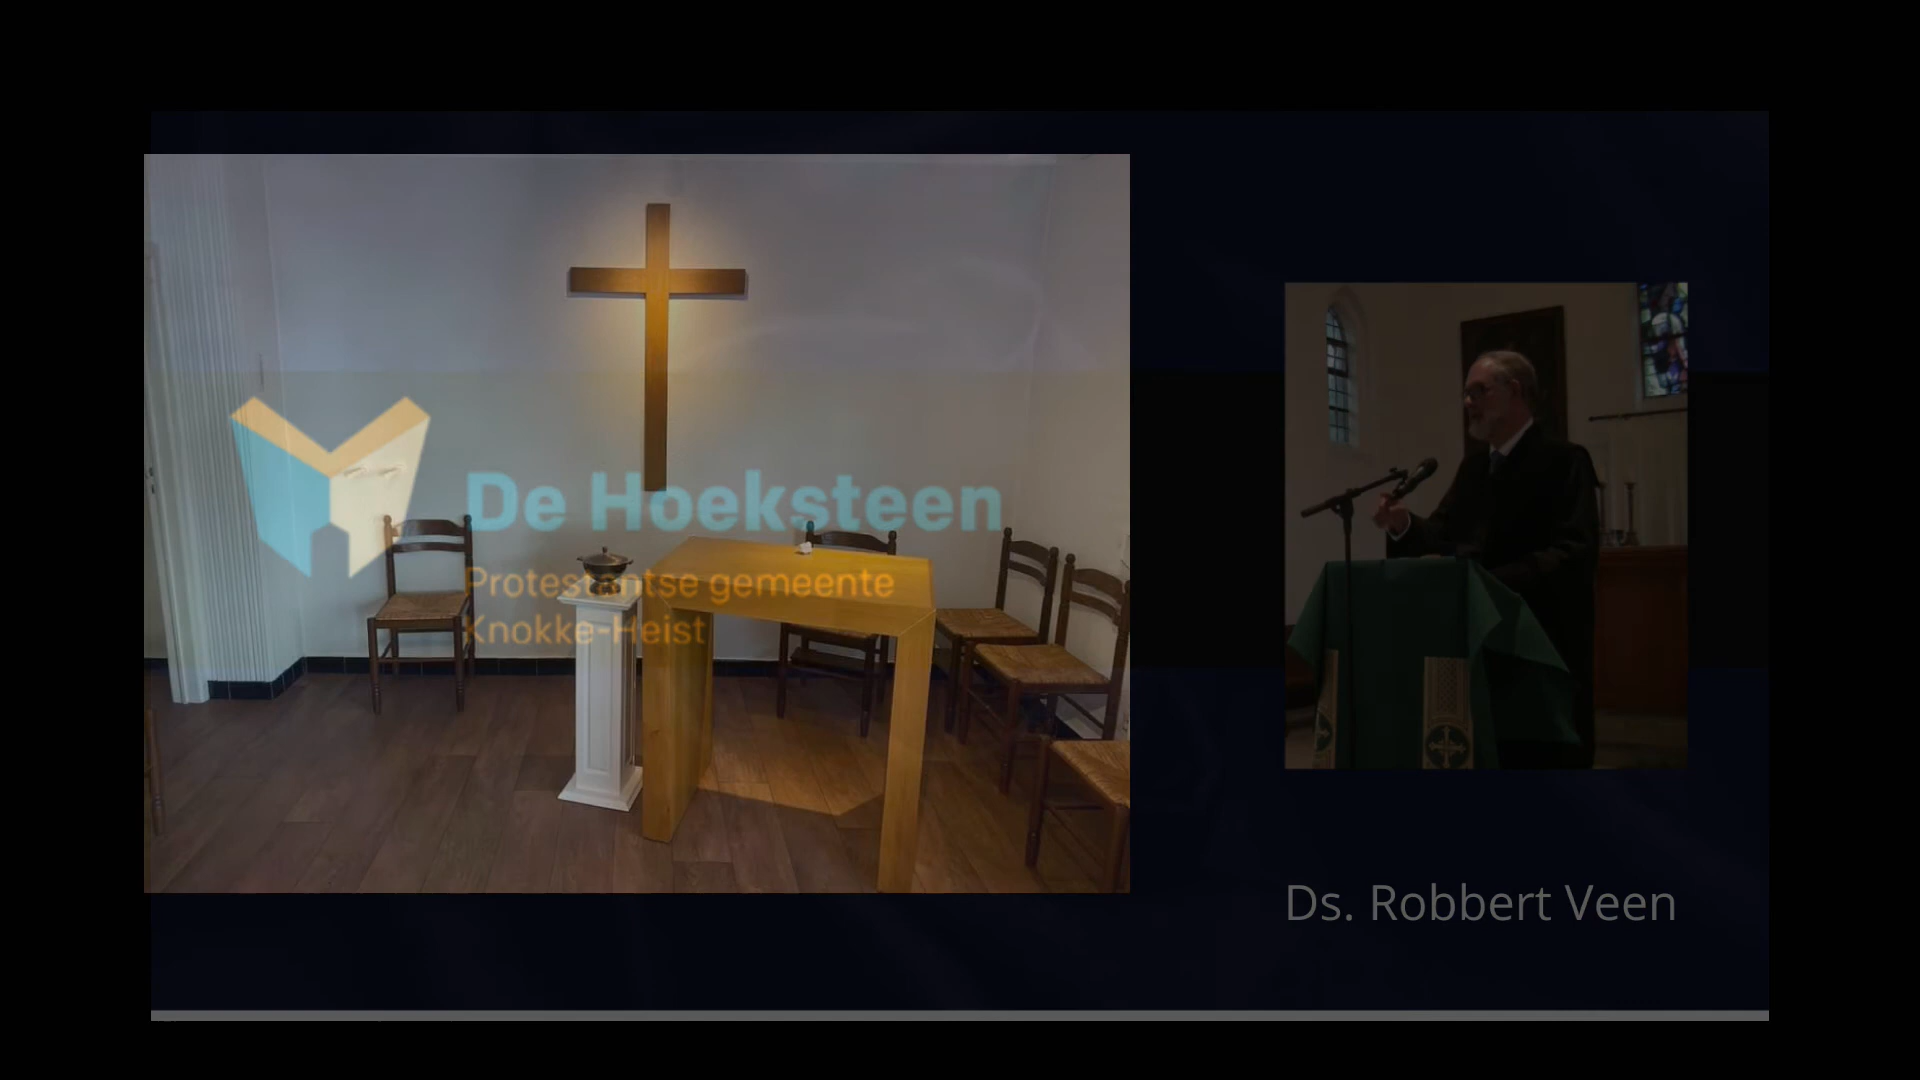 De Hoeksteen
Protestantse gemeente
Knokke-Heist
Ds. Robbert Veen